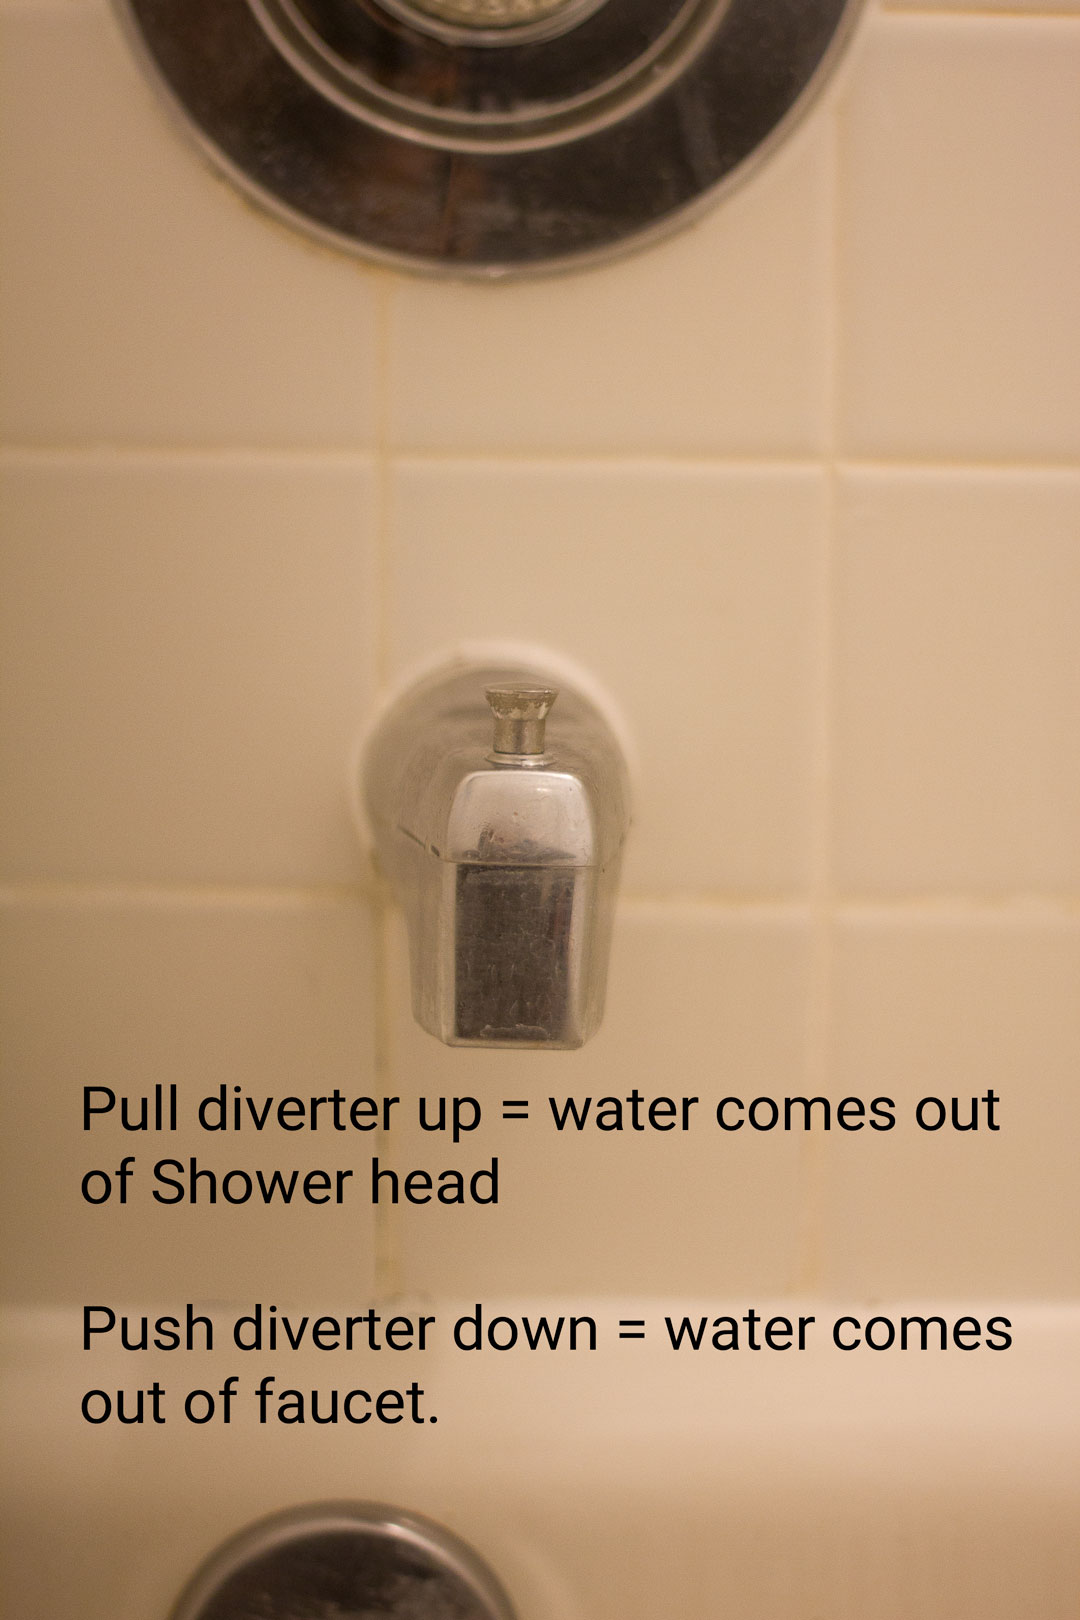 Pull diverter up = water comes out
of Shower head
Push diverter down = water comes
out of faucet.